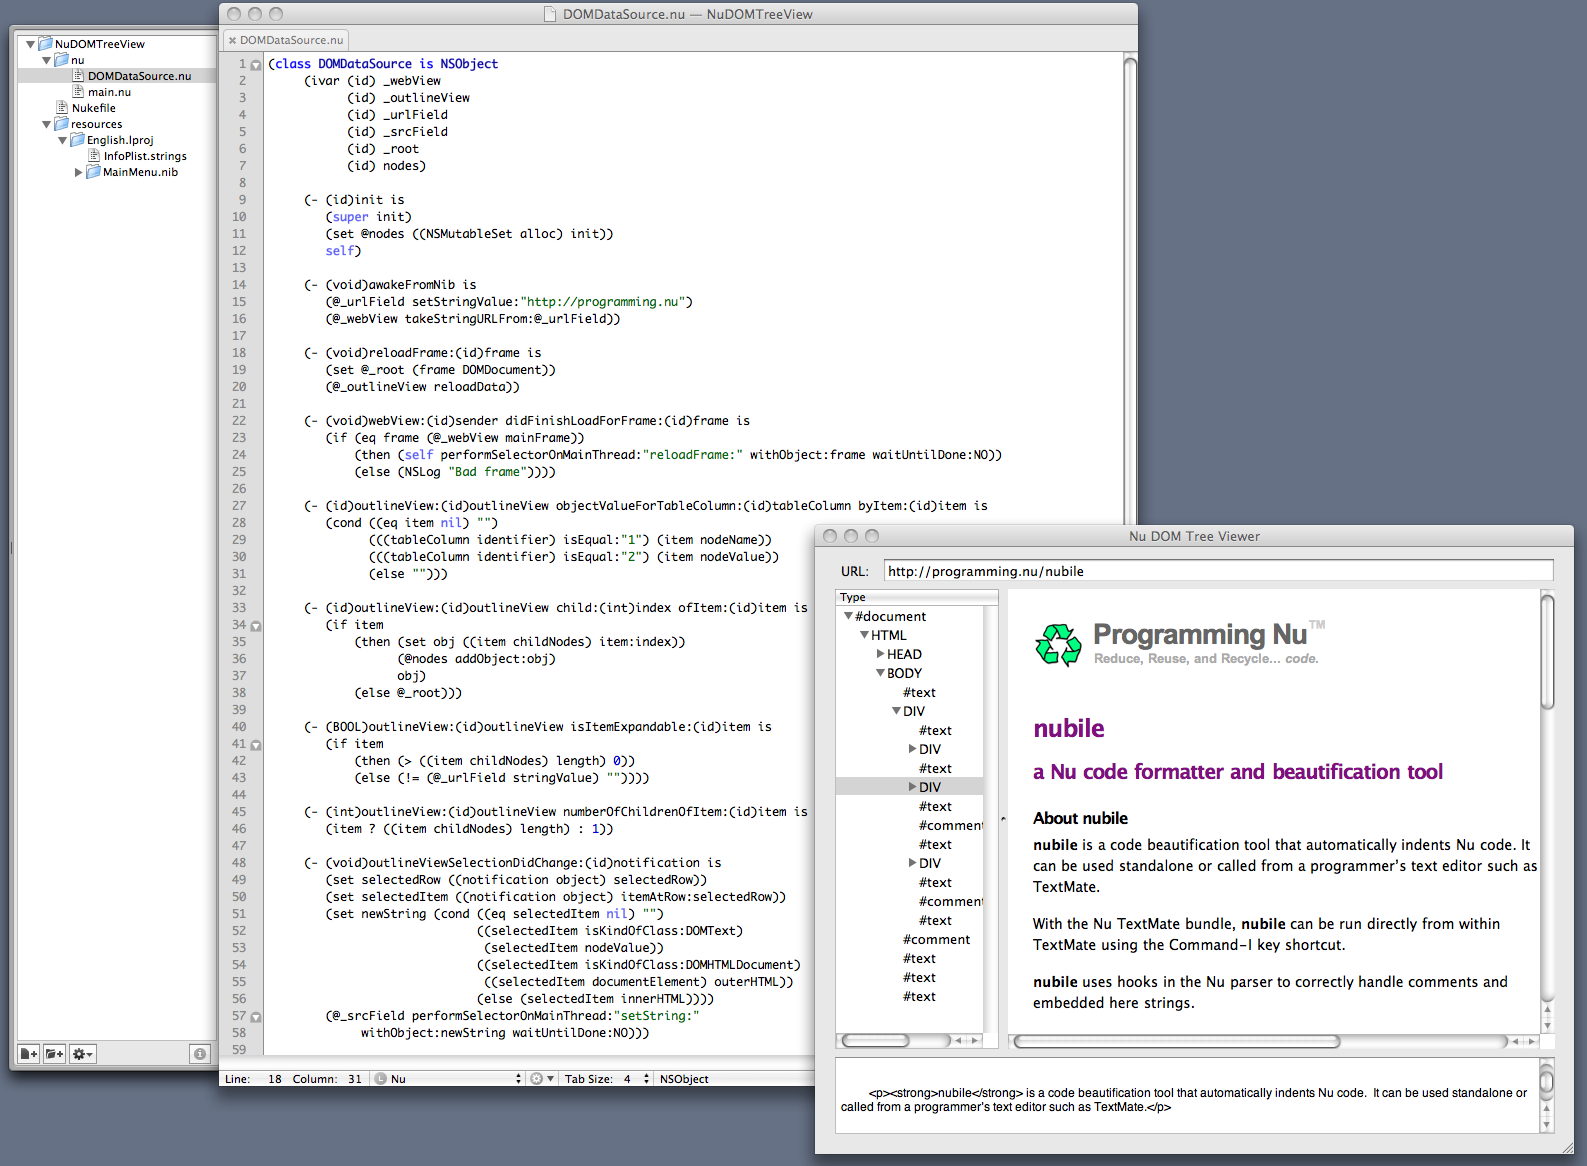 NuDOMTreeView
nu
DOMDataSource.nu
main.nu
Nukefile
resources
English.lproj
InfoPlist.strings
MainMenu.nib
DOMDataSource.nu — NuDOMTreeView
DOMDataSource.nu
1 (class DOMDataSource is NSObject
2 (ivar (id) _webView
3 (id) _outlineView
4 (id) _urlField
5 (id) _srcField
6 (id) _root
7 (id) nodes)
8
9 (- (id)init is
10 (super init)
11 (set @nodes ((NSMutableSet alloc) init))
12 self)
13
14 (- (void)awakeFromNib is
15 (@_urlField setStringValue:"http://programming.nu")
16 (@_webView takeStringURLFrom:@_urlField))
17
18 (- (void)reloadFrame:(id)frame is
19 (set @_root (frame DOMDocument))
20 (@_outlineView reloadData))
21
22 (- (void)webView:(id)sender didFinishLoadForFrame:(id)frame is
23 (if (eq frame (@_webView mainFrame))
24 (then (self performSelectorOnMainThread:"reloadFrame:" withObject:frame waitUntilDone:NO))
25 (else (NSLog "Bad frame"))))
26
27 (- (id)outlineView:(id)outlineView objectValueForTableColumn:(id)tableColumn byItem:(id)item is
28 (cond ((eq item nil) "")
29 (((tableColumn identifier) isEqual:"1") (item nodeName))
30 (((tableColumn identifier) isEqual:"2") (item nodeValue))
31 (else "")))
32
33 (- (id)outlineView:(id)outlineView child:(int)index ofItem:(id)item is
34 (if item
35 (then (set obj ((item childNodes) item:index))
36 (@nodes addObject:obj)
37 obj)
38 (else @_root)))
39
40 (- (BOOL)outlineView:(id)outlineView isItemExpandable:(id)item is
41 (if item
42 (then (> ((item childNodes) length) 0))
43 (else (!= (@_urlField stringValue) ""))))
44
45 (- (int)outlineView:(id)outlineView numberOfChildrenOfItem:(id)item is
46 (item ? ((item childNodes) length) : 1))
47
48 (- (void)outlineViewSelectionDidChange:(id)notification is
49 (set selectedRow ((notification object) selectedRow))
50 (set selectedItem ((notification object) itemAtRow:selectedRow))
51 (set newString (cond ((eq selectedItem nil) "")
52 ((selectedItem isKindOfClass:DOMText)
53 (selectedItem nodeValue))
54 ((selectedItem isKindOfClass:DOMHTMLDocument)
55 ((selectedItem documentElement) outerHTML))
56 (else (selectedItem innerHTML))))
57 (@_srcField performSelectorOnMainThread:"setString:"
58 withObject:newString waitUntilDone:NO)))
59
Line: 18 Column: 31 L Nu Tab Size: 4 NSObject
Nu DOM Tree Viewer
URL: http://programming.nu/nubile
Type
#document
HTML
HEAD
BODY
#text
DIV
#text
DIV
#text
DIV
#text
#comment
#text
DIV
#text
#comment
#text
#comment
#text
#text
#text
Programming Nu™
Reduce, Reuse, and Recycle... code.
nubile
a Nu code formatter and beautification tool
About nubile
nubile is a code beautification tool that automatically indents Nu code. It
can be used standalone or called from a programmer's text editor such as
TextMate.
With the Nu TextMate bundle, nubile can be run directly from within
TextMate using the Command-I key shortcut.
nubile uses hooks in the Nu parser to correctly handle comments and
embedded here strings.
<p><strong>nubile</strong> is a code beautification tool that automatically indents Nu code.  It can be used standalone or
called from a programmer's text editor such as TextMate.</p>